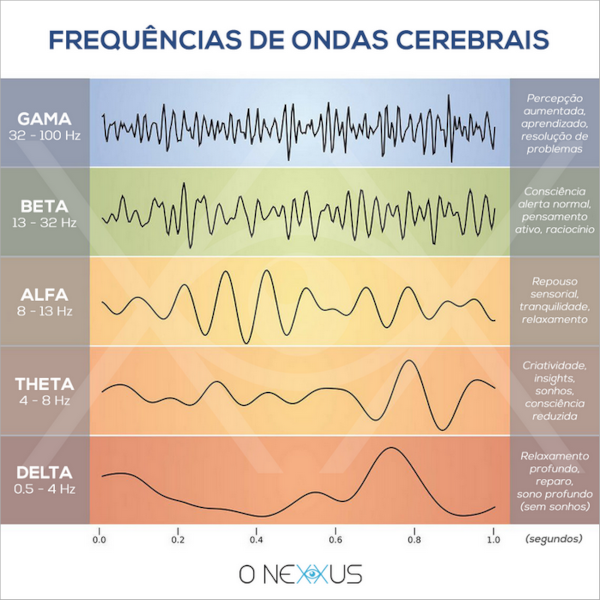 FREQUÊNCIAS DE ONDAS CEREBRAIS
GAMA
32 - 100 Hz
Percepção
aumentada,
aprendizado,
resolução de
problemas
BETA
13 - 32 Hz
Consciência
alerta normal,
pensamento
ativo, raciocínio
ALFA
8 - 13 Hz
Repouso
sensorial,
tranquilidade,
relaxamento
THETA
4 - 8 Hz
Criatividade,
insights,
sonhos,
consciência
reduzida
DELTA
0.5 - 4 Hz
Relaxamento
profundo,
reparo,
sono profundo
(sem sonhos)
0.0 0.2 0.4 0.6 0.8 1.0 (segundos)
O NEXXUS